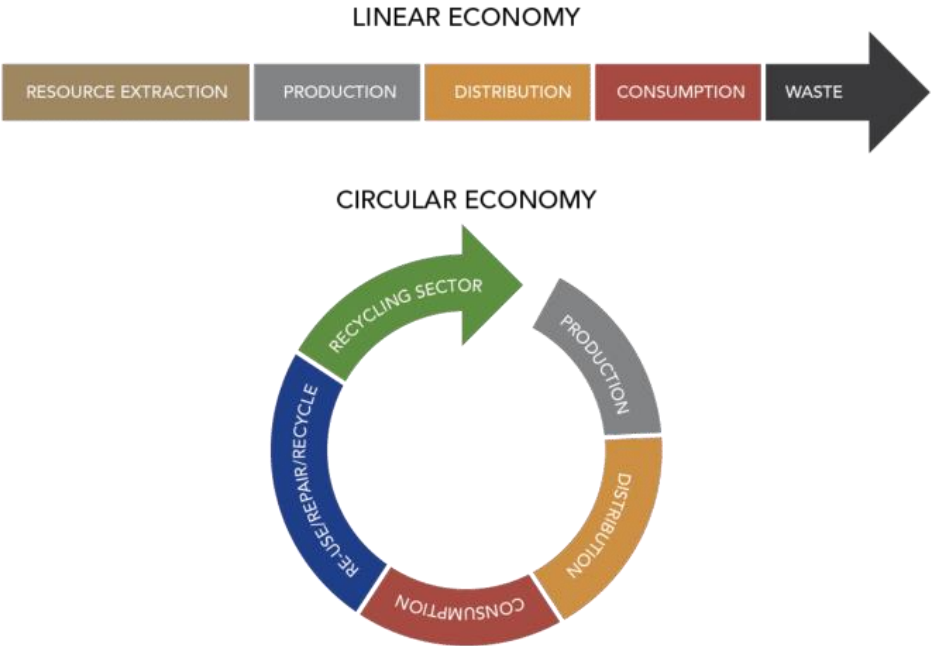 LINEAR ECONOMY
RESOURCE EXTRACTION
PRODUCTION
DISTRIBUTION
CONSUMPTION
WASTE
CIRCULAR ECONOMY
RECYCLING SECTOR
PRODUCTION
DISTRIBUTION
CONSUMPTION
RE-USE/REPAIR/RECYCLE